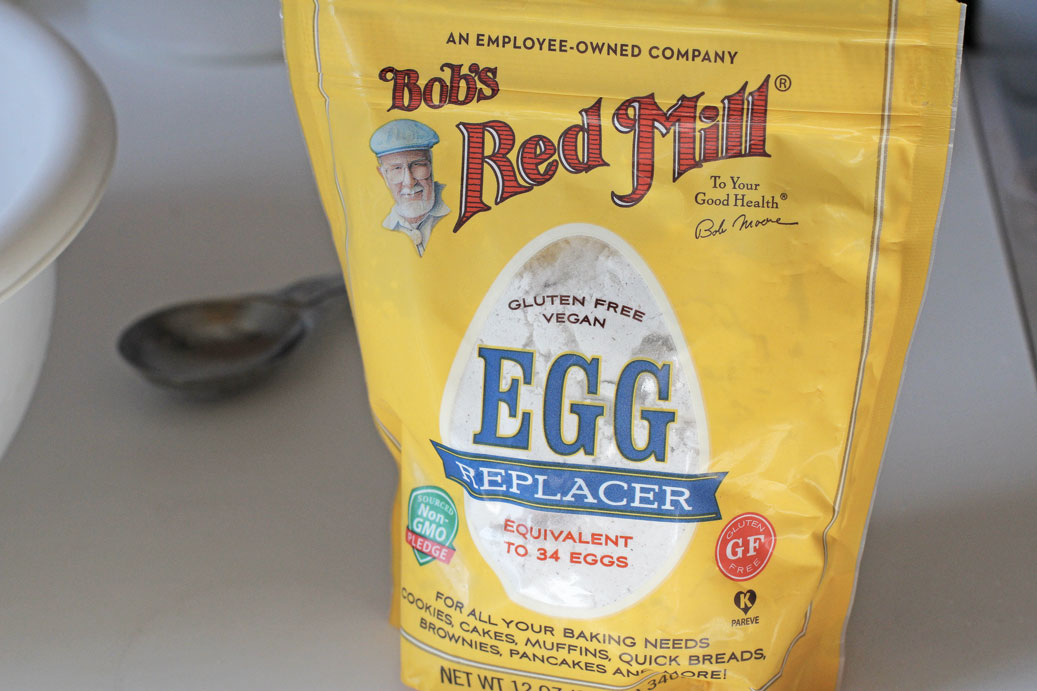 AN EMPLOYEE-OWNED COMPANY
Bob's
Red Mill®
To Your
Good Health®
Bob Moore
GLUTEN FREE
VEGAN
EGG
REPLACER
EQUIVALENT
TO 34 EGGS
SOURCED
Non-
GMO
PLEDGE
GLUTEN
GF
FREE
K
PAREVE
FOR ALL YOUR BAKING NEEDS
COOKIES, CAKES, MUFFINS, QUICK BREADS,
BROWNIES, PANCAKES AND MORE!
NET WT 12 OZ 340